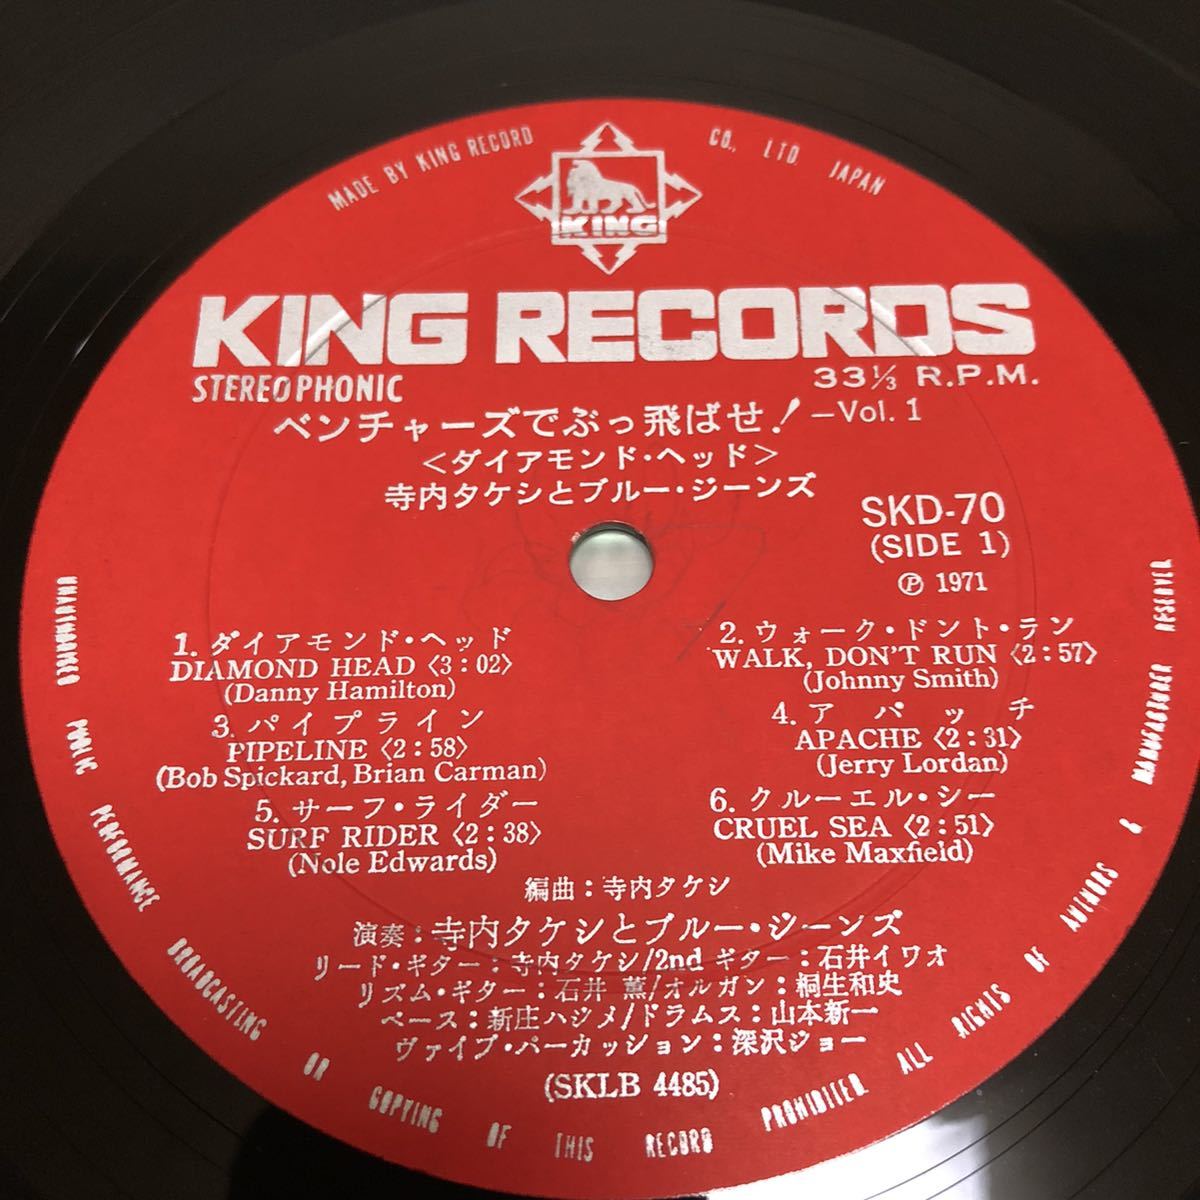 MADE BY KING RECORD CO., LTD. JAPAN
KING
KING RECORDS
STEREOPHONIC
33⅓ R.P.M.
ベンチャーズでぶっ飛ばせ! －Vol. 1
<ダイアモンド・ヘッド>
寺内タケシとブルー・ジーンズ
SKD-70
(SIDE 1)
Ⓟ 1971
1. ダイアモンド・ヘッド
DIAMOND HEAD <3:02>
(Danny Hamilton)
2. ウォーク・ドント・ラン
WALK, DON'T RUN <2:57>
(Johnny Smith)
3. パイプライン
PIPELINE <2:58>
(Bob Spickard, Brian Carman)
4. アパッチ
APACHE <2:31>
(Jerry Lordan)
5. サーフ・ライダー
SURF RIDER <2:38>
(Nole Edwards)
6. クルーエル・シー
CRUEL SEA <2:51>
(Mike Maxfield)
編曲：寺内タケシ
演奏：寺内タケシとブルー・ジーンズ
リード・ギター：寺内タケシ/2nd ギター：石井イワオ
リズム・ギター：石井 薫/オルガン：桐生和史
ベース：新庄ハジメ/ドラムス：山本新一
ヴァイブ・パーカッション：深沢ジョー
(SKLB 4485)
UNAUTHORIZED PUBLIC PERFORMANCE BROADCASTING OR COPYING OF THIS RECORD PROHIBITED. ALL RIGHTS OF AUTHORS & MANUFACTURER RESERVED